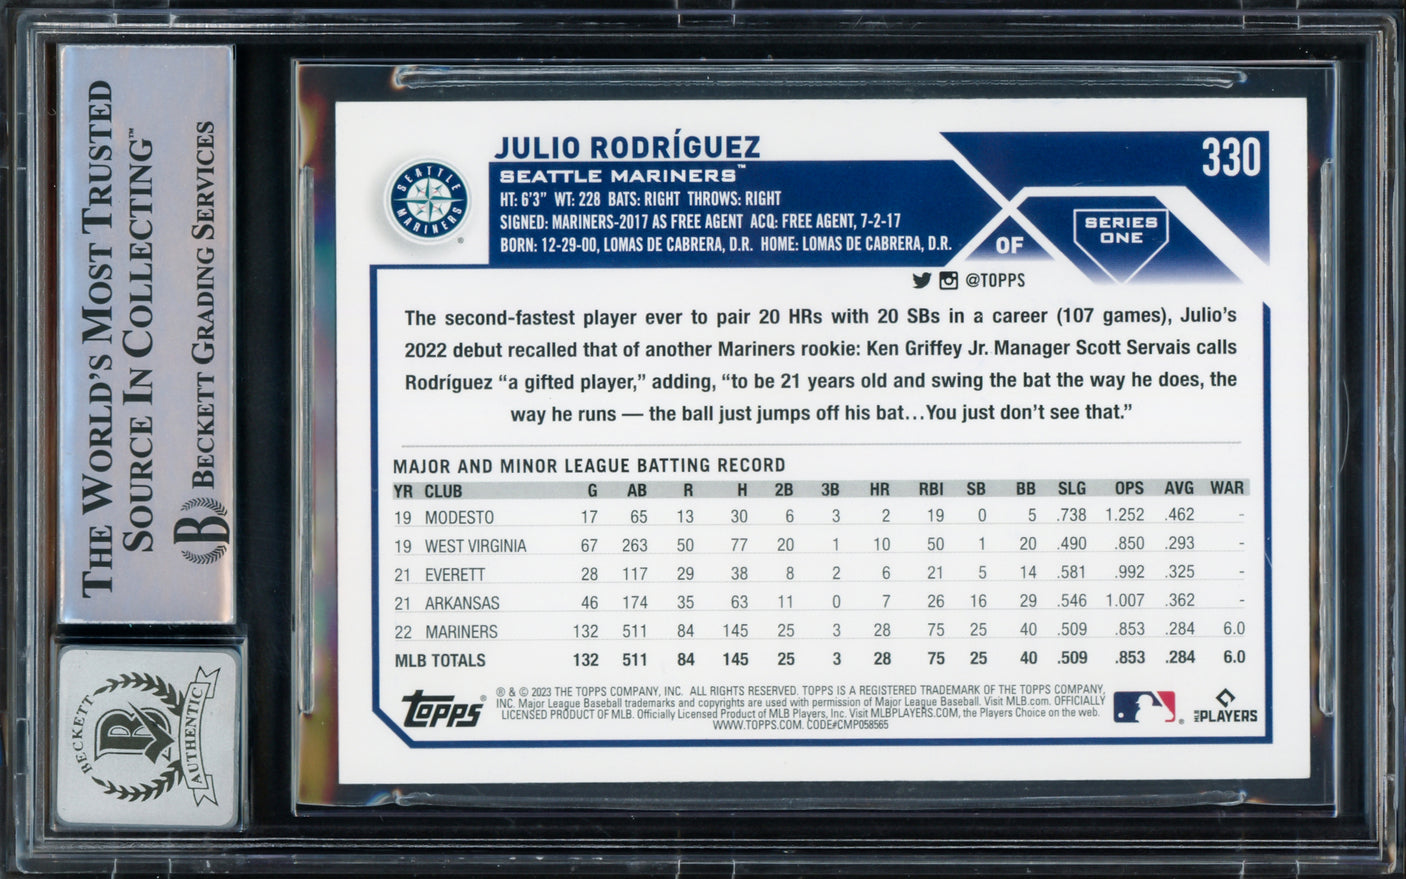 THE WORLD'S MOST TRUSTED
SOURCE IN COLLECTING™
BECKETT GRADING SERVICES
B
BECKETT
B
AUTHENTIC
JULIO RODRÍGUEZ
330
SEATTLE MARINERS™
SEATTLE
MARINERS
®
HT: 6'3" WT: 228 BATS: RIGHT THROWS: RIGHT
SIGNED: MARINERS-2017 AS FREE AGENT ACQ: FREE AGENT, 7-2-17
BORN: 12-29-00, LOMAS DE CABRERA, D.R. HOME: LOMAS DE CABRERA, D.R.
OF
SERIES
ONE
@TOPPS
The second-fastest player ever to pair 20 HRs with 20 SBs in a career (107 games), Julio's
2022 debut recalled that of another Mariners rookie: Ken Griffey Jr. Manager Scott Servais calls
Rodríguez “a gifted player,” adding, “to be 21 years old and swing the bat the way he does, the
way he runs — the ball just jumps off his bat…You just don't see that.”
MAJOR AND MINOR LEAGUE BATTING RECORD
YR CLUB G AB R H 2B 3B HR RBI SB BB SLG OPS AVG WAR
19 MODESTO 17 65 13 30 6 3 2 19 0 5 .738 1.252 .462 -
19 WEST VIRGINIA 67 263 50 77 20 1 10 50 1 20 .490 .850 .293 -
21 EVERETT 28 117 29 38 8 2 6 21 5 14 .581 .992 .325 -
21 ARKANSAS 46 174 35 63 11 0 7 26 16 29 .546 1.007 .362 -
22 MARINERS 132 511 84 145 25 3 28 75 25 40 .509 .853 .284 6.0
MLB TOTALS 132 511 84 145 25 3 28 75 25 40 .509 .853 .284 6.0
Topps®
® & © 2023 THE TOPPS COMPANY, INC. ALL RIGHTS RESERVED. TOPPS IS A REGISTERED TRADEMARK OF THE TOPPS COMPANY,
INC. Major League Baseball trademarks and copyrights are used with permission of Major League Baseball. Visit MLB.com. OFFICIALLY
LICENSED PRODUCT OF MLB. Officially Licensed Product of MLB Players, Inc. Visit MLBPLAYERS.COM, the Players Choice on the web.
WWW.TOPPS.COM. CODE#CMP058565
®
MLB PLAYERS